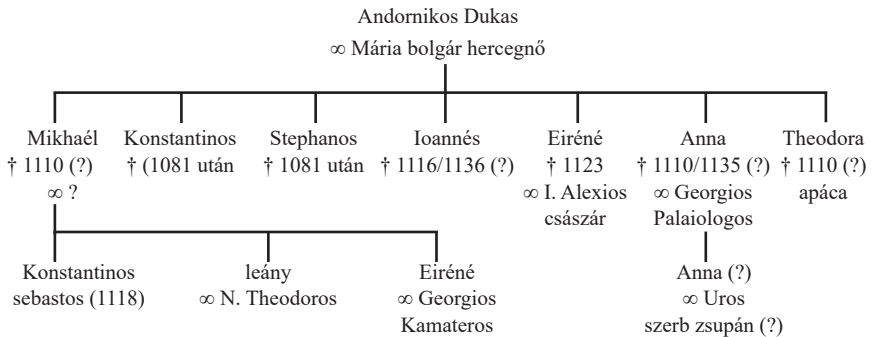 Andornikos Dukas
∞ Mária bolgár hercegnő
Mikhaél
† 1110 (?)
∞ ?
Konstantinos
† (1081 után
Stephanos
† 1081 után
Ioannés
† 1116/1136 (?)
Eiréné
† 1123
∞ I. Alexios
császár
Anna
† 1110/1135 (?)
∞ Georgios
Palaiologos
Theodora
† 1110 (?)
apáca
Konstantinos
sebastos (1118)
leány
∞ N. Theodoros
Eiréné
∞ Georgios
Kamateros
Anna (?)
∞ Uros
szerb zsupán (?)